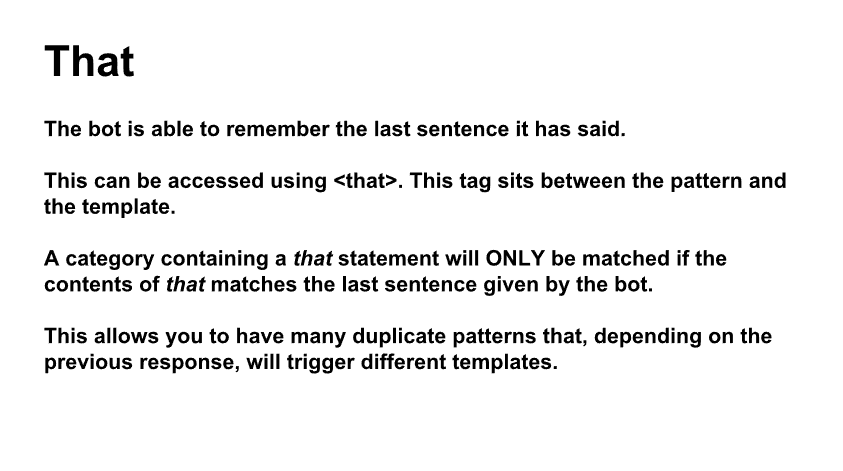 That
The bot is able to remember the last sentence it has said.
This can be accessed using <that>. This tag sits between the pattern and
the template.
A category containing a that statement will ONLY be matched if the
contents of that matches the last sentence given by the bot.
This allows you to have many duplicate patterns that, depending on the
previous response, will trigger different templates.